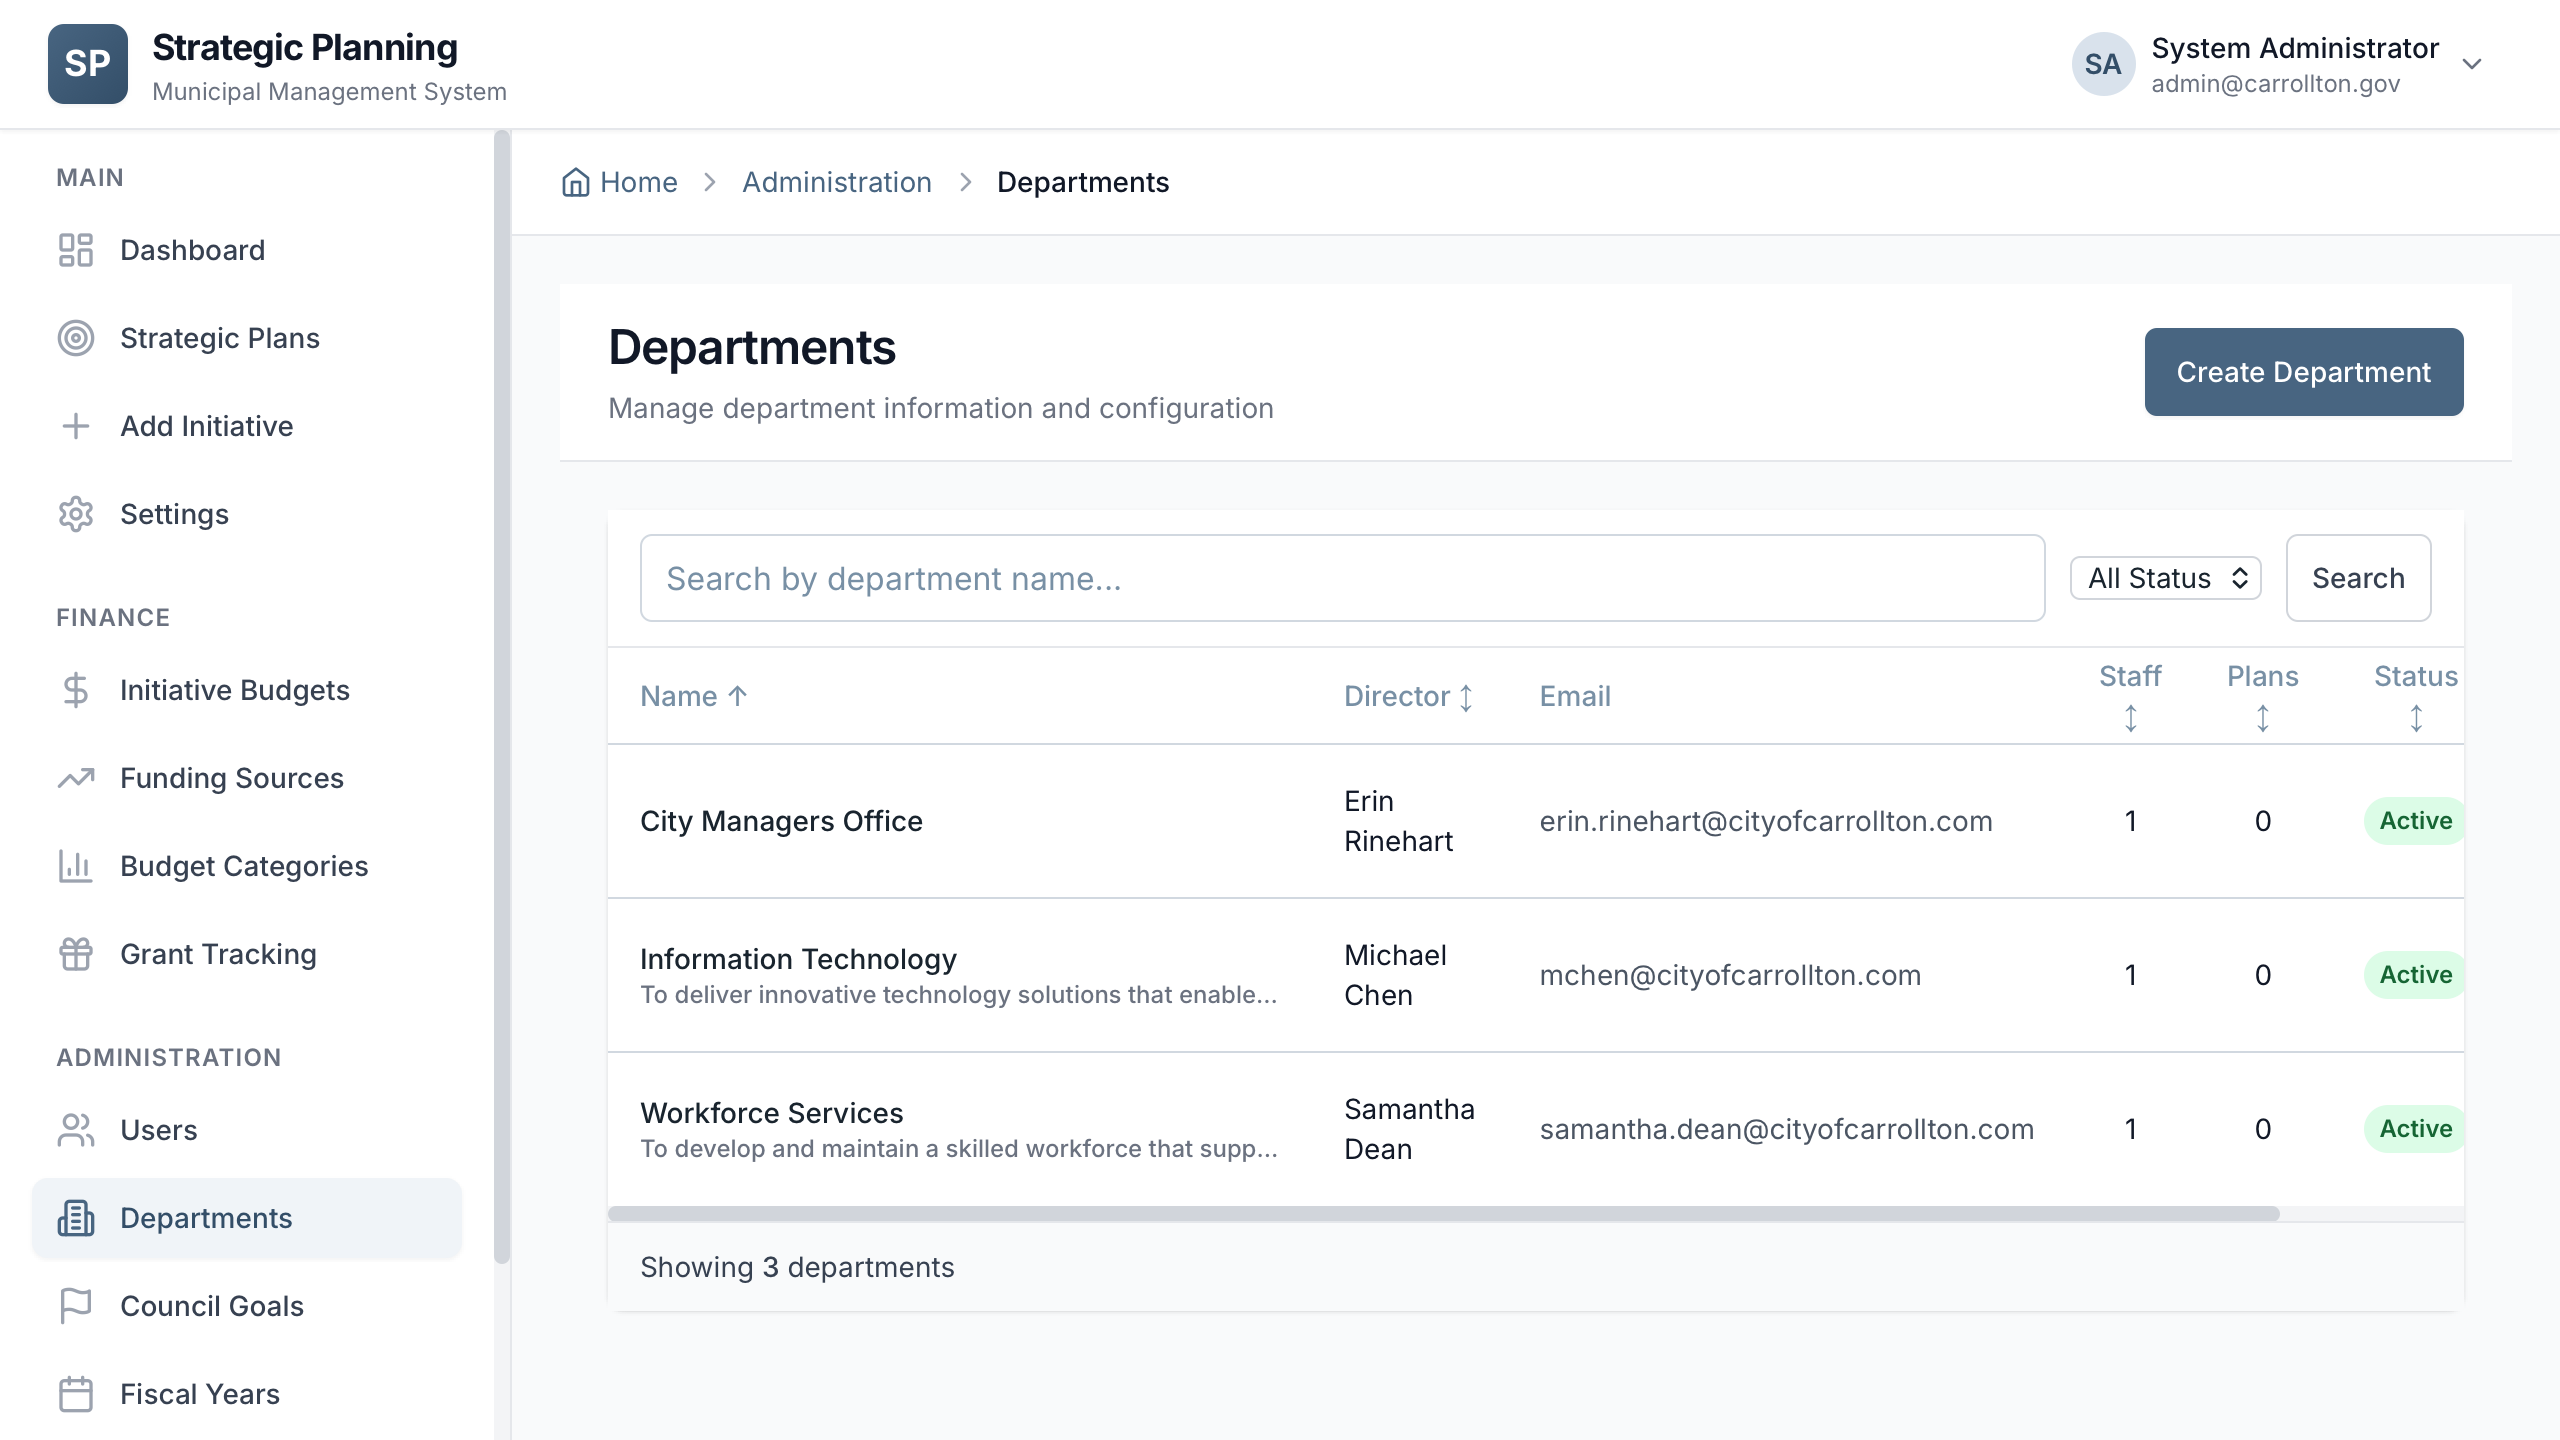 SP
Strategic Planning
Municipal Management System
SA
System Administrator
admin@carrollton.gov
MAIN
Dashboard
Strategic Plans
Add Initiative
Settings
FINANCE
Initiative Budgets
Funding Sources
Budget Categories
Grant Tracking
ADMINISTRATION
Users
Departments
Council Goals
Fiscal Years
Home
Administration
Departments
Departments
Manage department information and configuration
Create Department
Search by department name...
All Status
Search
Name ↑
Director ↕
Email
Staff ↕
Plans ↕
Status ↕
City Managers Office
Erin
Rinehart
erin.rinehart@cityofcarrollton.com
1
0
Active
Information Technology
To deliver innovative technology solutions that enable...
Michael
Chen
mchen@cityofcarrollton.com
1
0
Active
Workforce Services
To develop and maintain a skilled workforce that supp...
Samantha
Dean
samantha.dean@cityofcarrollton.com
1
0
Active
Showing 3 departments